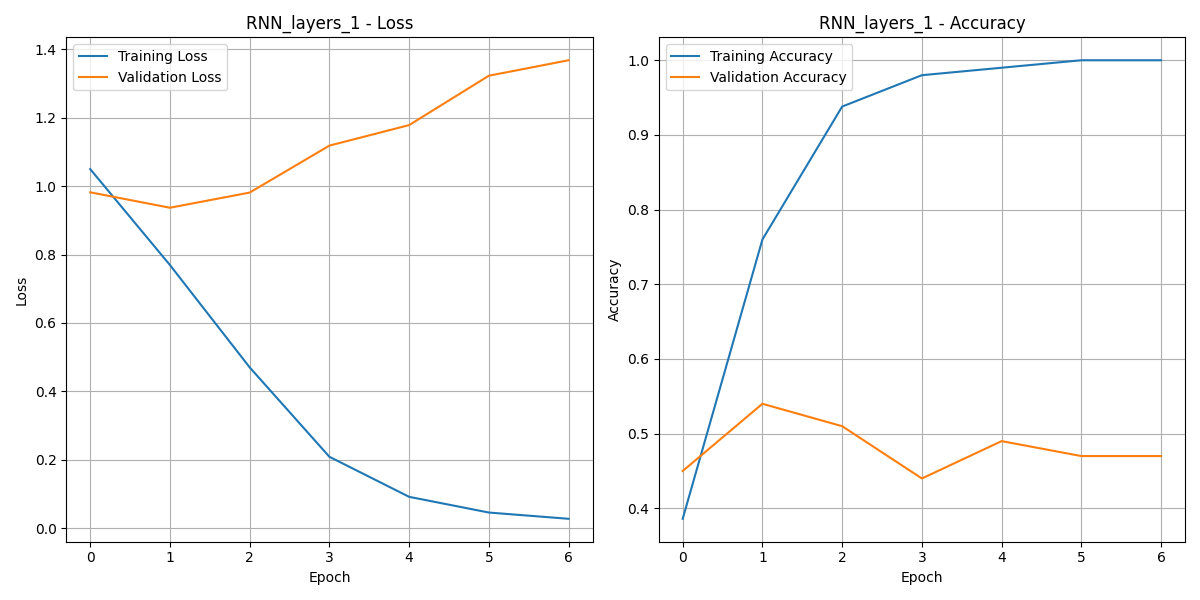 RNN_layers_1 - Loss
Training Loss
Validation Loss
1.4
1.2
1.0
0.8
0.6
0.4
0.2
0.0
Loss
0 1 2 3 4 5 6
Epoch
RNN_layers_1 - Accuracy
Training Accuracy
Validation Accuracy
1.0
0.9
0.8
0.7
0.6
0.5
0.4
Accuracy
0 1 2 3 4 5 6
Epoch